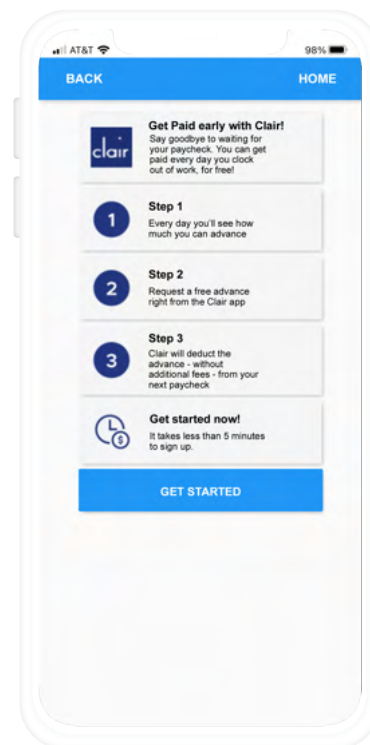 AT&T 98%
BACK HOME
Get Paid early with Clair!
clair
Say goodbye to waiting for
your paycheck. You can get
paid every day you clock
out of work, for free!
1
Step 1
Every day you'll see how
much you can advance
2
Step 2
Request a free advance
right from the Clair app
3
Step 3
Clair will deduct the
advance - without
additional fees - from your
next paycheck
$
Get started now!
It takes less than 5 minutes
to sign up.
GET STARTED